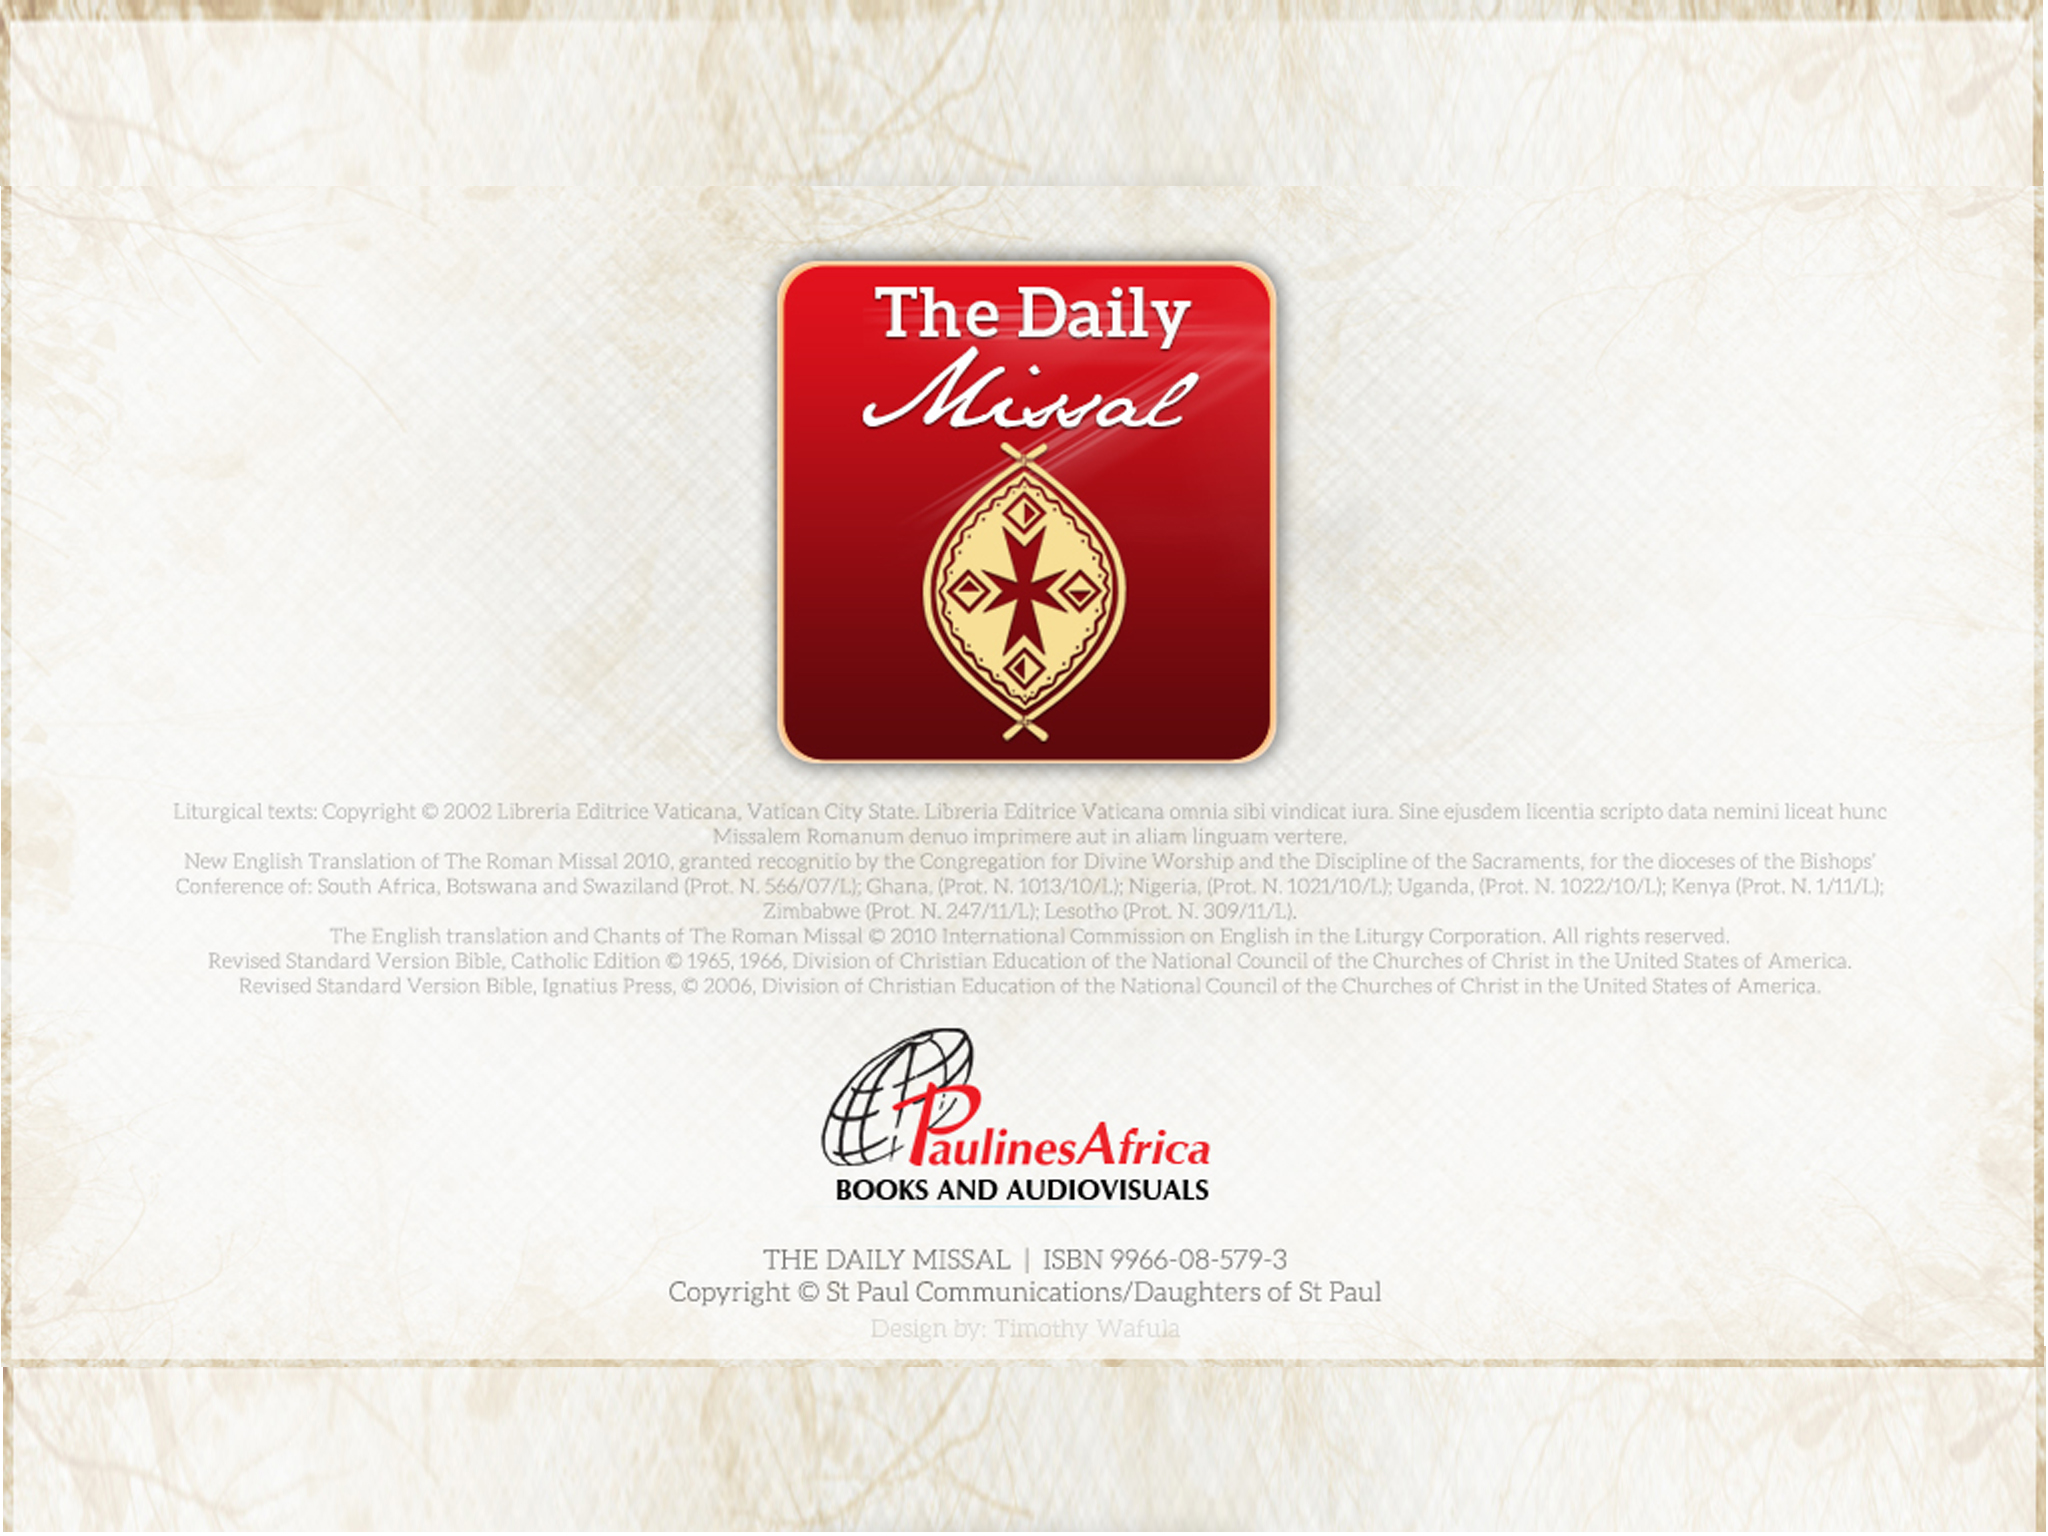 The Daily
Missal
Liturgical texts: Copyright © 2002 Libreria Editrice Vaticana, Vatican City State. Libreria Editrice Vaticana omnia sibi vindicat iura. Sine ejusdem licentia scripto data nemini liceat hunc
Missalem Romanum denuo imprimere aut in aliam linguam vertere.
New English Translation of The Roman Missal 2010, granted recognitio by the Congregation for Divine Worship and the Discipline of the Sacraments, for the dioceses of the Bishops'
Conference of: South Africa, Botswana and Swaziland (Prot. N. 566/07/L); Ghana, (Prot. N. 1013/10/L); Nigeria, (Prot. N. 1021/10/L); Uganda, (Prot. N. 1022/10/L); Kenya (Prot. N. 1/11/L);
Zimbabwe (Prot. N. 247/11/L); Lesotho (Prot. N. 309/11/L).
The English translation and Chants of The Roman Missal © 2010 International Commission on English in the Liturgy Corporation. All rights reserved.
Revised Standard Version Bible, Catholic Edition © 1965, 1966, Division of Christian Education of the National Council of the Churches of Christ in the United States of America.
Revised Standard Version Bible, Ignatius Press, © 2006, Division of Christian Education of the National Council of the Churches of Christ in the United States of America.
PaulinesAfrica
BOOKS AND AUDIOVISUALS
THE DAILY MISSAL | ISBN 9966-08-579-3
Copyright © St Paul Communications/Daughters of St Paul
Design by: Timothy Wafula